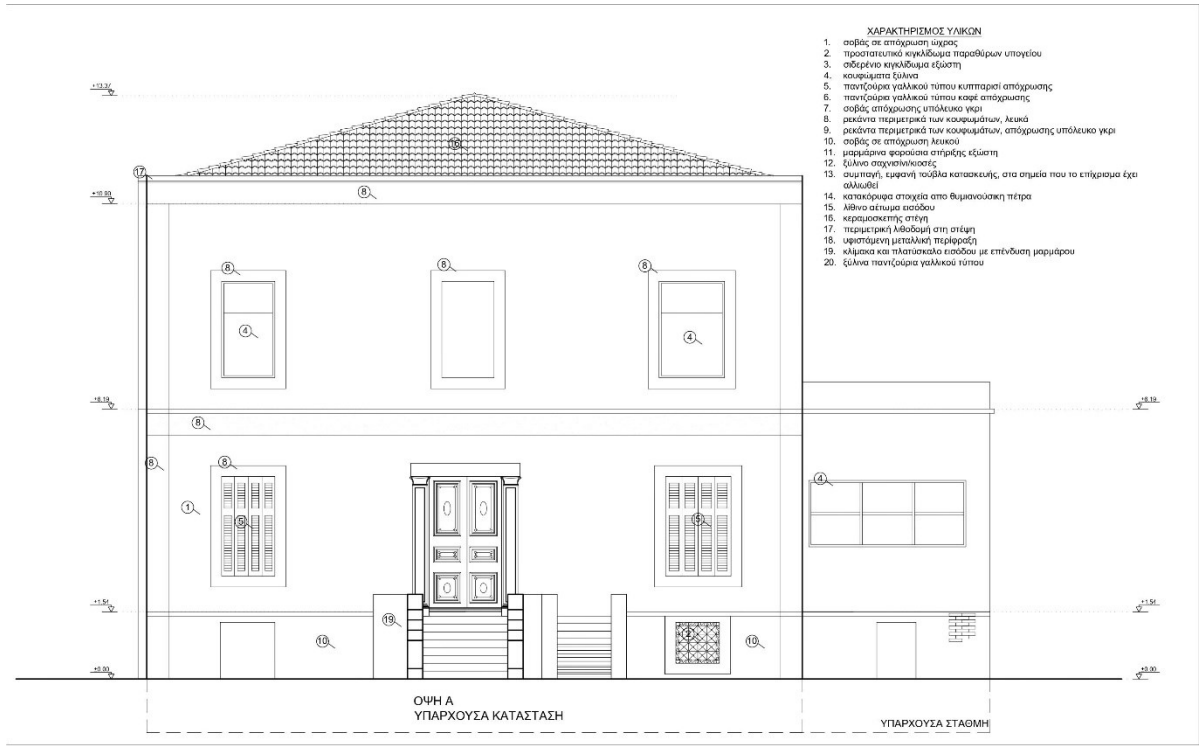 ΧΑΡΑΚΤΗΡΙΣΜΟΣ ΥΛΙΚΩΝ
1. σοβάς σε απόχρωση ώχρας
2. προστατευτικό κιγκλίδωμα παραθύρων υπογείου
3. σιδερένιο κιγκλίδωμα εξώστη
4. κουφώματα ξύλινα
5. παντζούρια γαλλικού τύπου κυππαρισί απόχρωσης
6. παντζούρια γαλλικού τύπου καφέ απόχρωσης
7. σοβάς απόχρωσης υπόλευκο γκρι
8. ρεκάντα περιμετρικά των κουφωμάτων, λευκά
9. ρεκάντα περιμετρικά των κουφωμάτων, απόχρωσης υπόλευκο γκρι
10. σοβάς σε απόχρωση λευκού
11. μαρμάρινα φορούσια στήριξης εξώστη
12. ξύλινο σαχνισίνι/κιοσές
13. συμπαγή, εμφανή τούβλα κατασκευής, στα σημεία που το επίχρισμα έχει
αλλιωθεί
14. κατακόρυφα στοιχεία απο θυμιανούσικη πέτρα
15. λίθινο αέτωμα εισόδου
16. κεραμοσκεπής στέγη
17. περιμετρική λιθοδομή στη στέψη
18. υφιστάμενη μεταλλική περίφραξη
19. κλίμακα και πλατύσκαλο εισόδου με επένδυση μαρμάρου
20. ξύλινα παντζούρια γαλλικού τύπου
+13.37
16
17
8
+10.90
8
8
8
4
4
+8.19
+8.19
8
8
8
4
1
5
5
+1.51
+1.51
19
10
2
10
+0.00
+0.00
ΟΨΗ Α
ΥΠΑΡΧΟΥΣΑ ΚΑΤΑΣΤΑΣΗ
ΥΠΑΡΧΟΥΣΑ ΣΤΑΘΜΗ